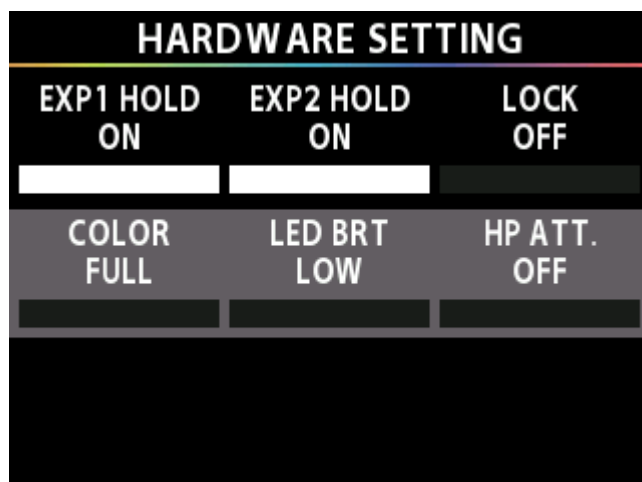 HARDWARE SETTING
EXP1 HOLD EXP2 HOLD LOCK
ON ON OFF
COLOR LED BRT HP ATT.
FULL LOW OFF